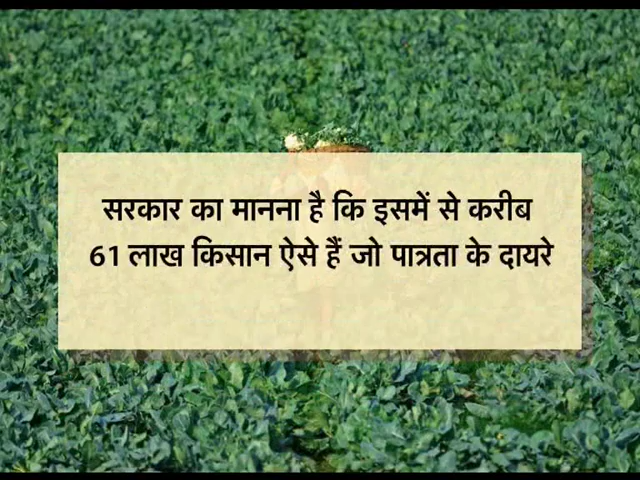 सरकार का मानना है कि इसमें से करीब
61 लाख किसान ऐसे हैं जो पात्रता के दायरे